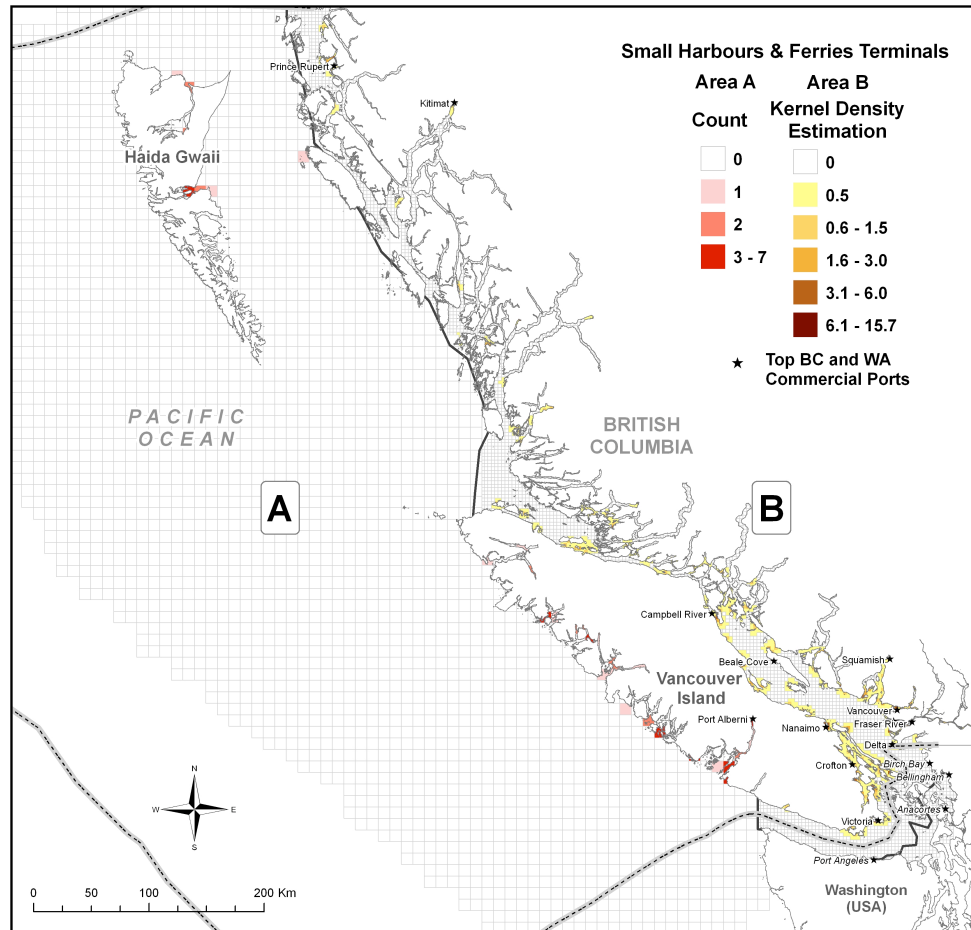 Small Harbours & Ferries Terminals
Area A
Area B
Count
Kernel Density
Estimation
0
1
2
3 - 7
0
0.5
0.6 - 1.5
1.6 - 3.0
3.1 - 6.0
6.1 - 15.7
Top BC and WA
Commercial Ports
Prince Rupert
Kitimat
Haida Gwaii
PACIFIC
OCEAN
BRITISH
COLUMBIA
A
B
Campbell River
Beale Cove
Squamish
Vancouver
Island
Port Alberni
Vancouver
Fraser River
Nanaimo
Delta
Crofton
Birch Bay
Bellingham
Anacortes
Victoria
Port Angeles
Washington
(USA)
N
W
E
S
0
50
100
200 Km